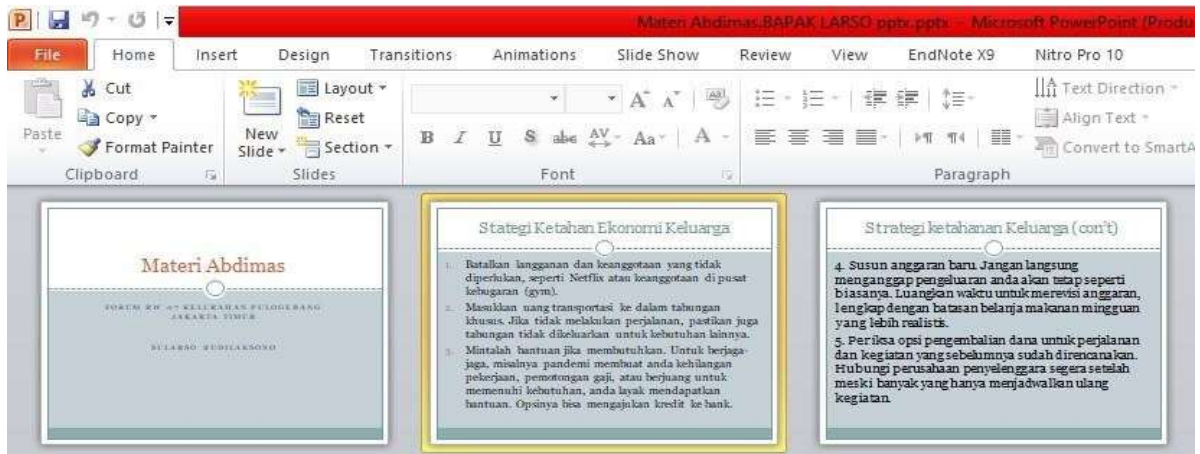 Materi Abdimas.BAPAK LARSO pptx.pptx - Microsoft PowerPoint (Produ
File Home Insert Design Transitions Animations Slide Show Review View EndNote X9 Nitro Pro 10
Cut
Copy
Format Painter
Paste
Clipboard
New
Slide
Layout
Reset
Section
Slides
B I U S abc AV Aa A
Font
Text Direction
Align Text
Convert to SmartA
Paragraph
Materi Abdimas
FORUM RW 07 KELURAHAN PULOGEBANG
JAKARTA TIMUR
SULARSO BUDILAKSONO
Stategi Ketahan Ekonomi Keluarga
1. Batalkan langganan dan keanggotaan yang tidak
diperlukan, seperti Netflix atau keanggotaan di pusat
kebugaran (gym).
2. Masukkan uang transportasi ke dalam tabungan
khusus. Jika tidak melakukan perjalanan, pastikan juga
tabungan tidak dikeluarkan untuk kebutuhan lainnya.
3. Mintalah bantuan jika membutuhkan. Untuk berjaga-
jaga, misalnya pandemi membuat anda kehilangan
pekerjaan, pemotongan gaji, atau berjuang untuk
memenuhi kebutuhan, anda layak mendapatkan
bantuan. Opsinya bisa mengajukan kredit ke bank.
Strategi ketahanan Keluarga (con't)
4. Susun anggaran baru. Jangan langsung
menganggap pengeluaran anda akan tetap seperti
biasanya. Luangkan waktu untuk merevisi anggaran,
lengkap dengan batasan belanja makanan mingguan
yang lebih realistis.
5. Periksa opsi pengembalian dana untuk perjalanan
dan kegiatan yang sebelumnya sudah direncanakan.
Hubungi perusahaan penyelenggara segera setelah
meski banyak yang hanya menjadwalkan ulang
kegiatan.